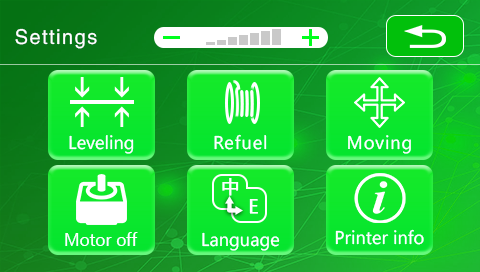 Settings
Leveling
Refuel
Moving
Motor off
中
E
Language
Printer info